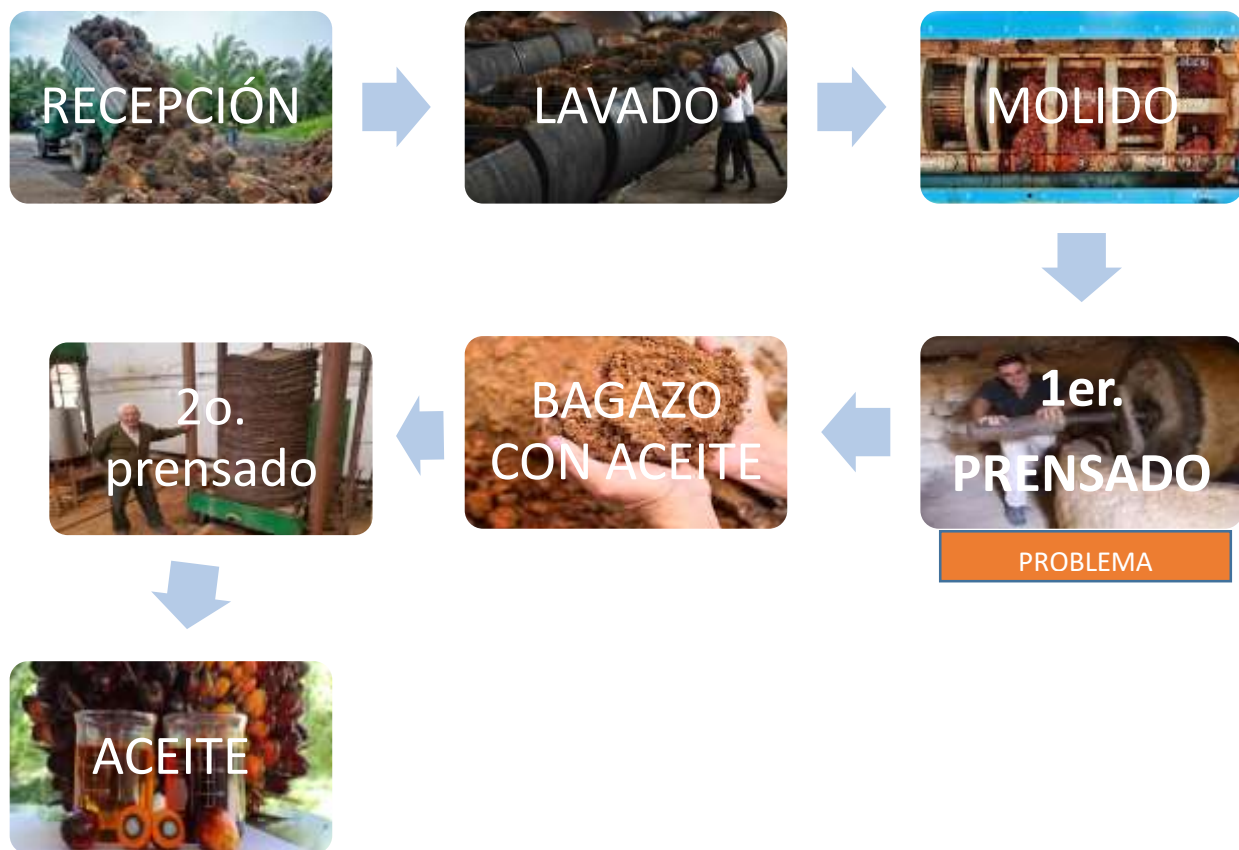 RECEPCIÓN
LAVADO
MOLIDO
1er.
PRENSADO
PROBLEMA
BAGAZO
CON ACEITE
2o.
prensado
ACEITE